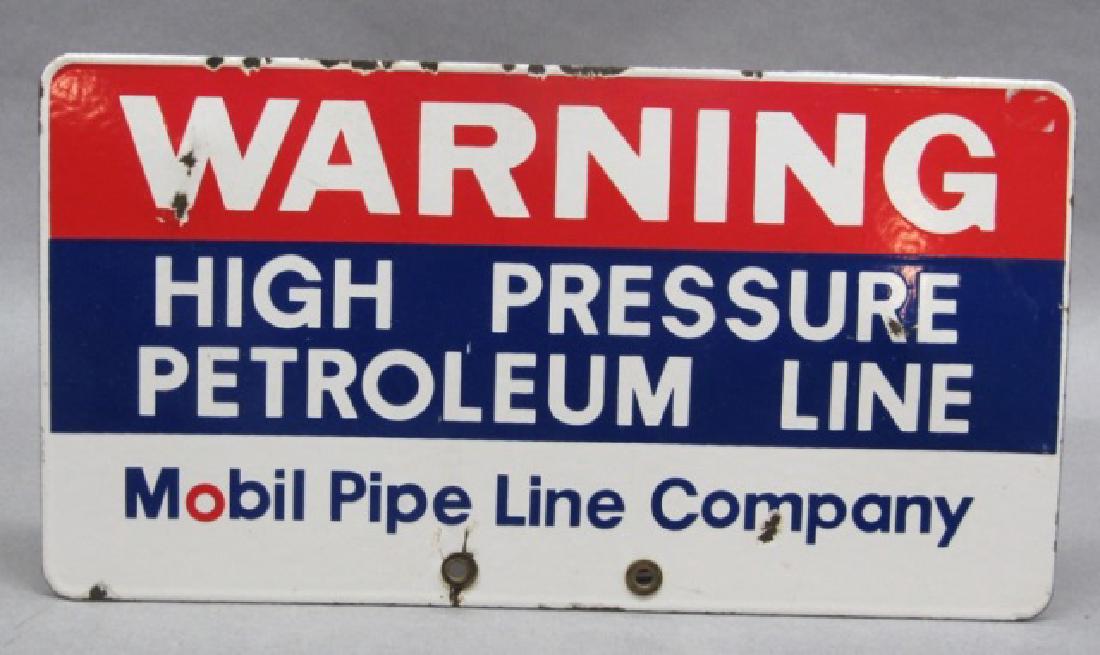 WARNING
HIGH PRESSURE
PETROLEUM LINE
Mobil Pipe Line Company